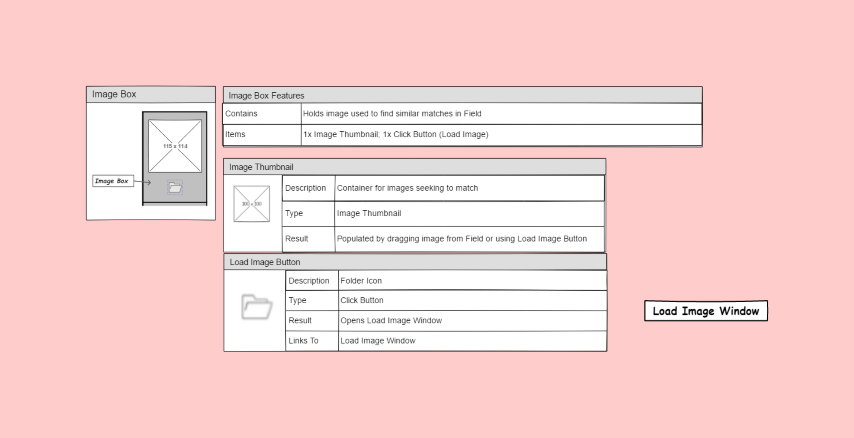 Image Box
115 x 114
Image Box
Image Box Features
Contains Holds image used to find similar matches in Field
Items 1x Image Thumbnail; 1x Click Button (Load Image)
Image Thumbnail
Description Container for images seeking to match
Type Image Thumbnail
Result Populated by dragging image from Field or using Load Image Button
Load Image Button
Description Folder Icon
Type Click Button
Result Opens Load Image Window
Links To Load Image Window
Load Image Window